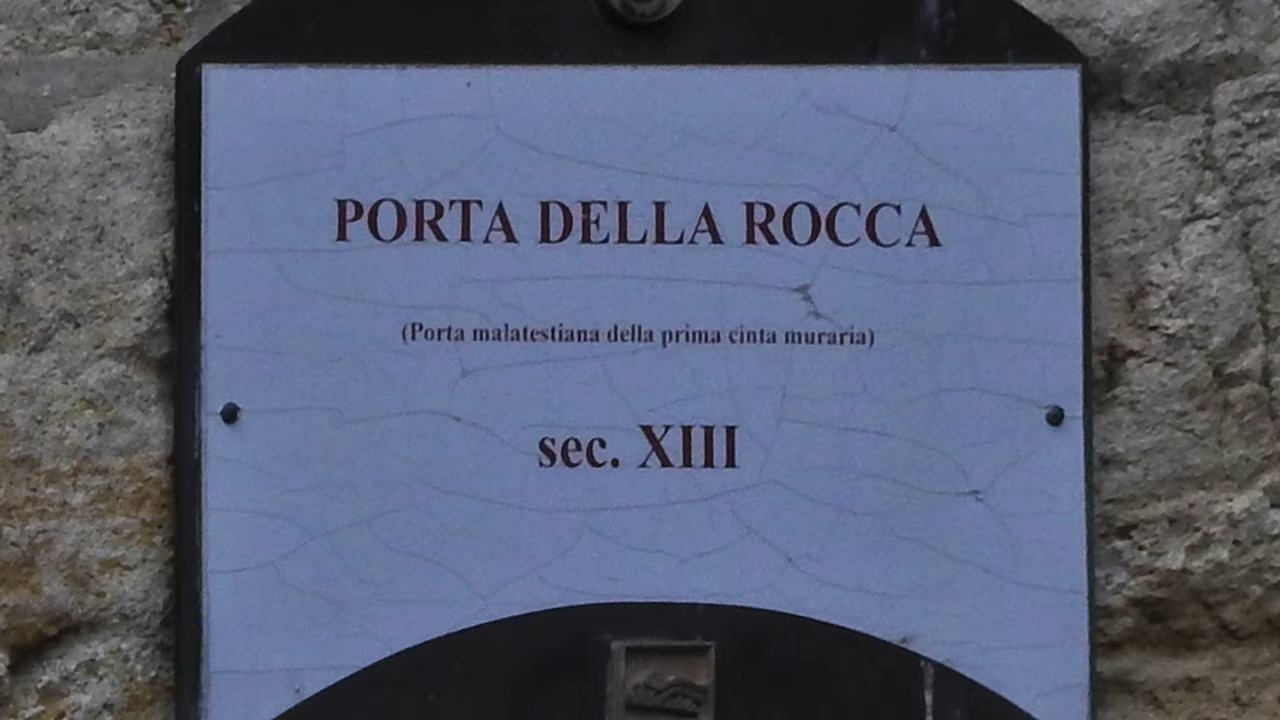 PORTA DELLA ROCCA
(Porta malatestiana della prima cinta muraria)
sec. XIII